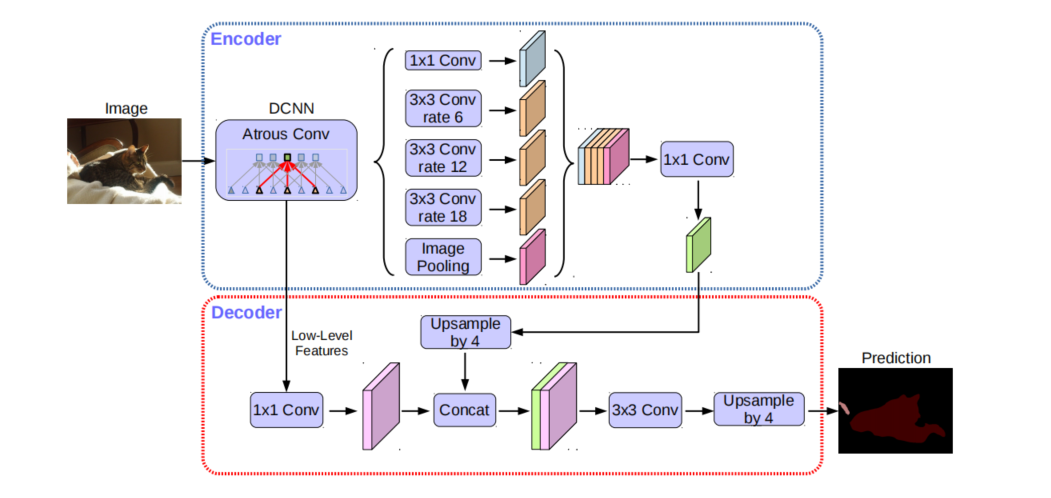 Encoder
Image
DCNN
Atrous Conv
1x1 Conv
3x3 Conv
rate 6
3x3 Conv
rate 12
3x3 Conv
rate 18
Image
Pooling
1x1 Conv
Decoder
Low-Level
Features
Upsample
by 4
1x1 Conv
Concat
3x3 Conv
Upsample
by 4
Prediction